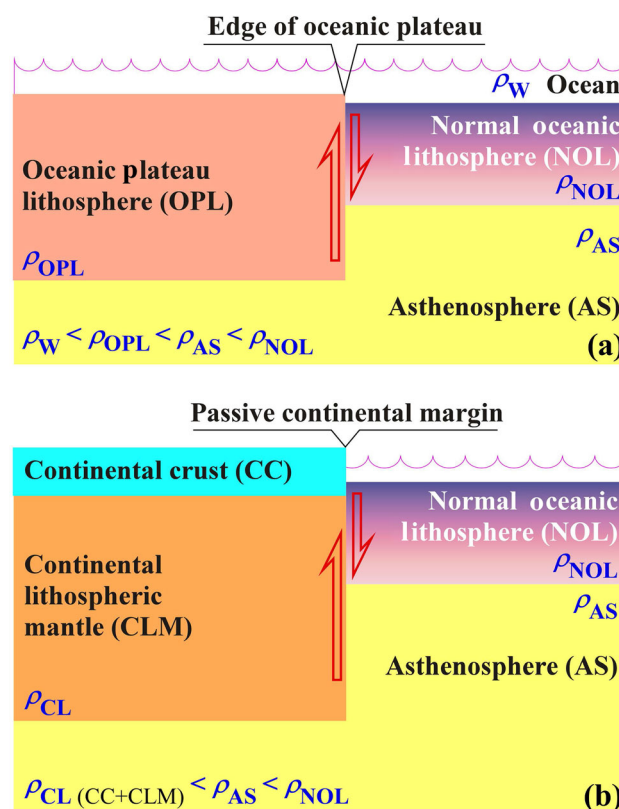 Edge of oceanic plateau
ρW Ocean
Normal oceanic
lithosphere (NOL)
ρNOL
Oceanic plateau
lithosphere (OPL)
ρOPL
ρAS
Asthenosphere (AS)
ρW < ρOPL < ρAS < ρNOL
(a)
Passive continental margin
Continental crust (CC)
Normal oceanic
lithosphere (NOL)
ρNOL
Continental
lithospheric
mantle (CLM)
ρAS
Asthenosphere (AS)
ρCL
ρCL (CC+CLM) < ρAS < ρNOL
(b)